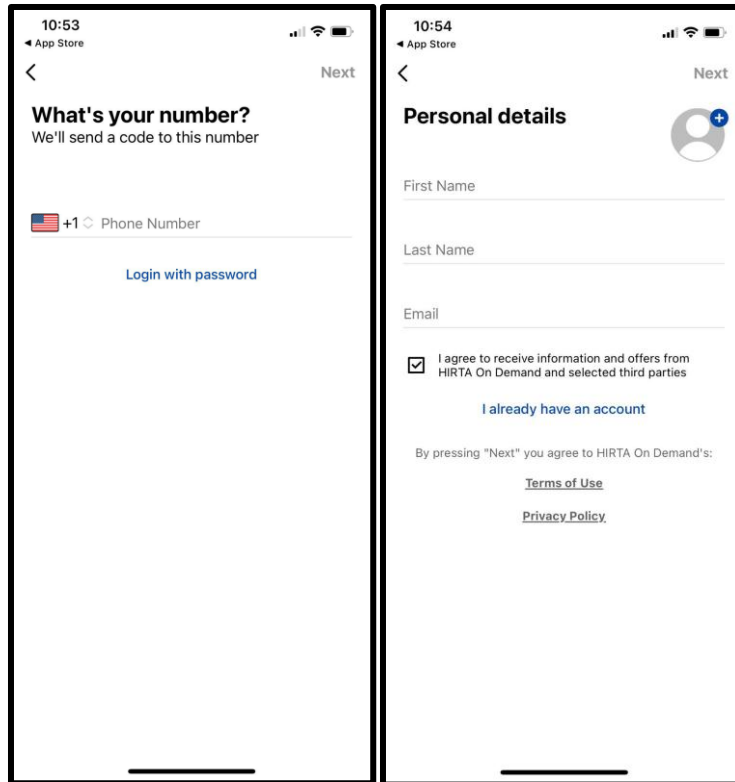 10:53
◄ App Store
Next
What's your number?
We'll send a code to this number
+1 Phone Number
Login with password
10:54
◄ App Store
Next
Personal details
First Name
Last Name
Email
I agree to receive information and offers from
HIRTA On Demand and selected third parties
I already have an account
By pressing "Next" you agree to HIRTA On Demand's:
Terms of Use
Privacy Policy